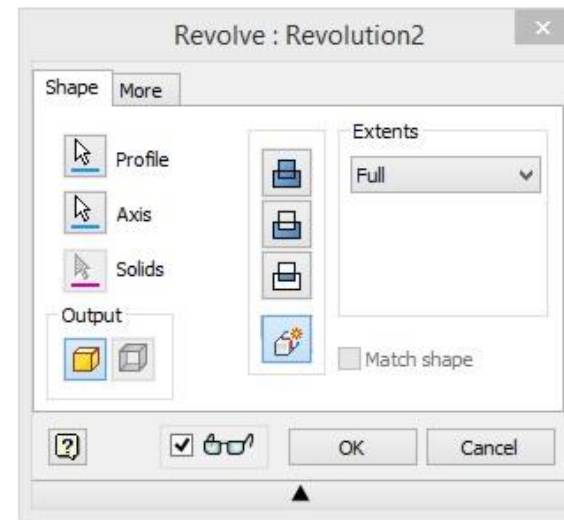 Revolve : Revolution2
Shape More
Profile
Axis
Solids
Output
Extents
Full
Match shape
OK Cancel